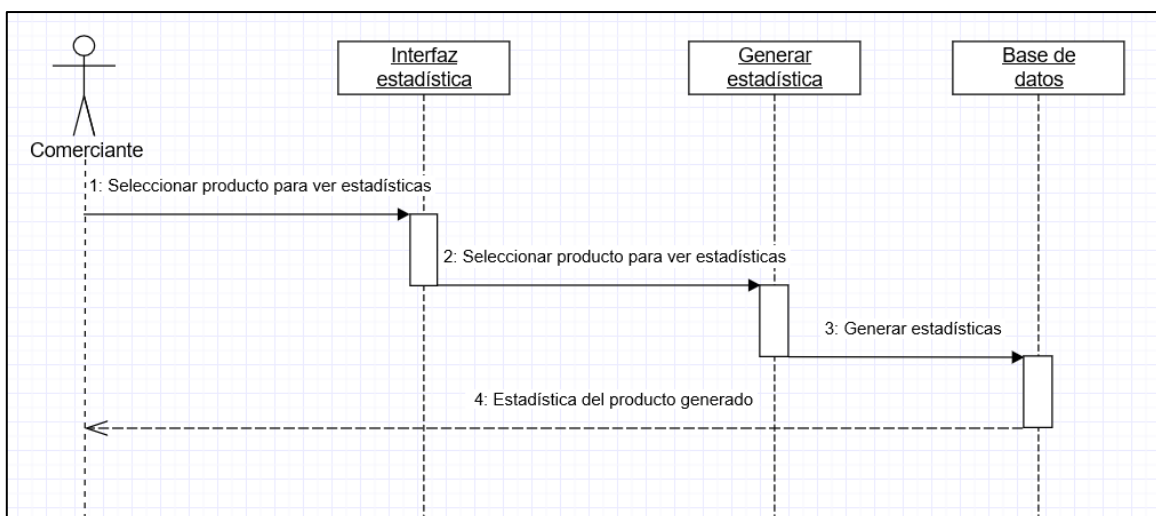 Interfaz
estadística
Generar
estadística
Base de
datos
Comerciante
1: Seleccionar producto para ver estadísticas
2: Seleccionar producto para ver estadísticas
3: Generar estadísticas
4: Estadística del producto generado